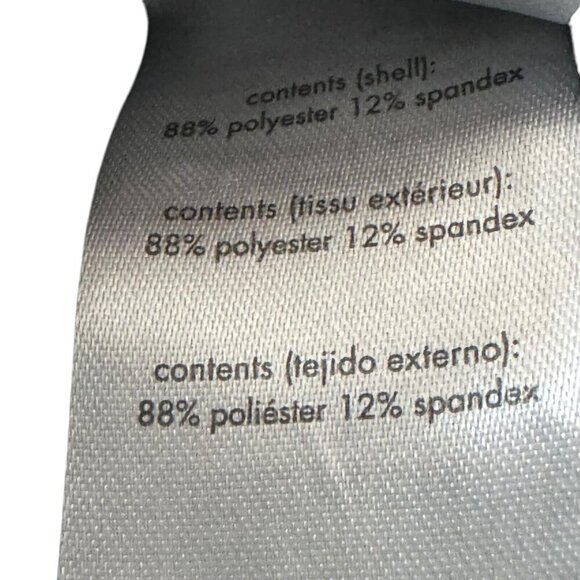 contents (shell):
88% polyester 12% spandex
contents (tissu extérieur):
88% polyester 12% spandex
contents (tejido externo):
88% poliéster 12% spandex